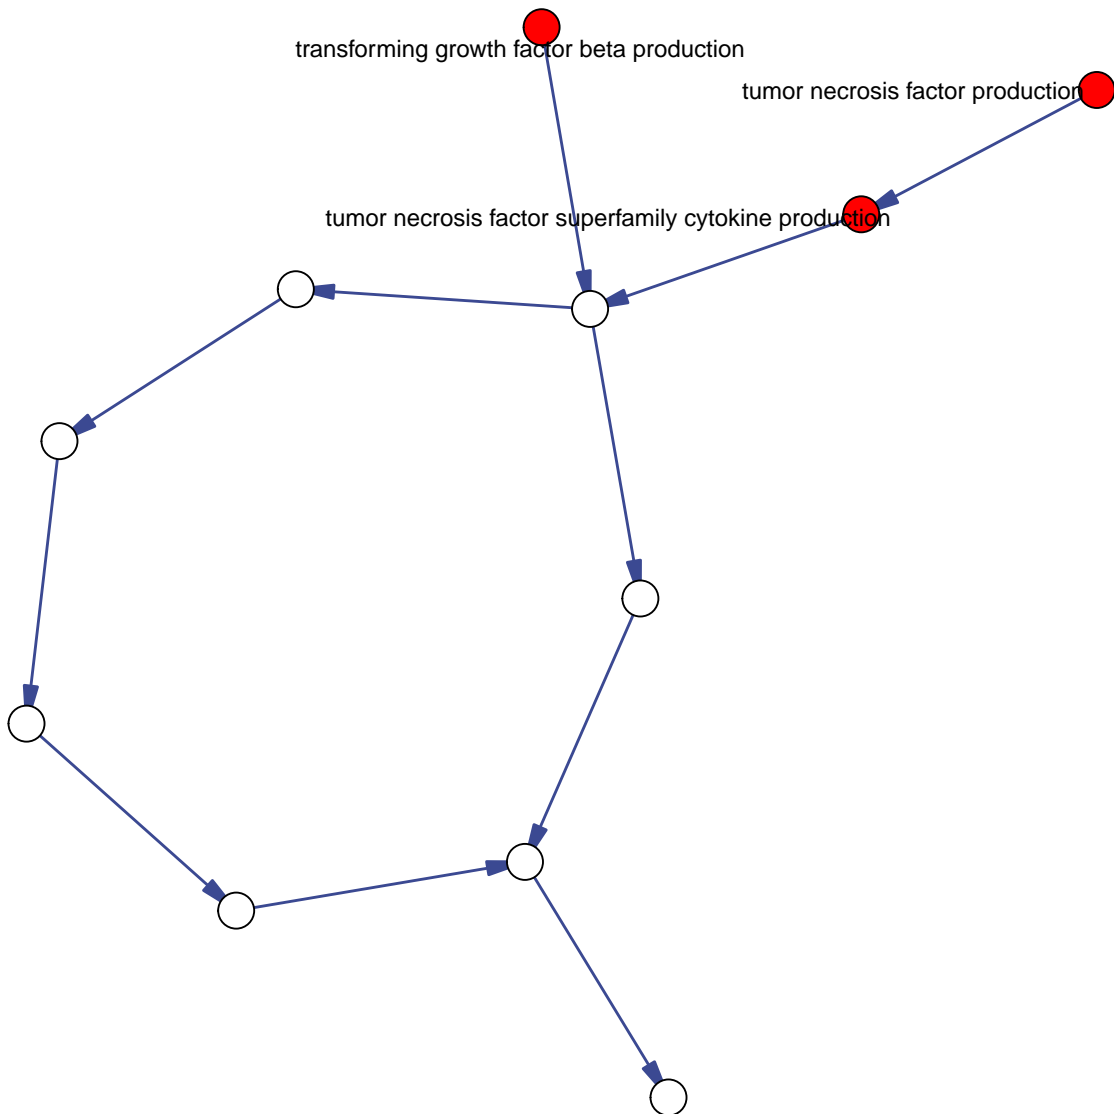 transforming growth factor beta production
tumor necrosis factor production
tumor necrosis factor superfamily cytokine production